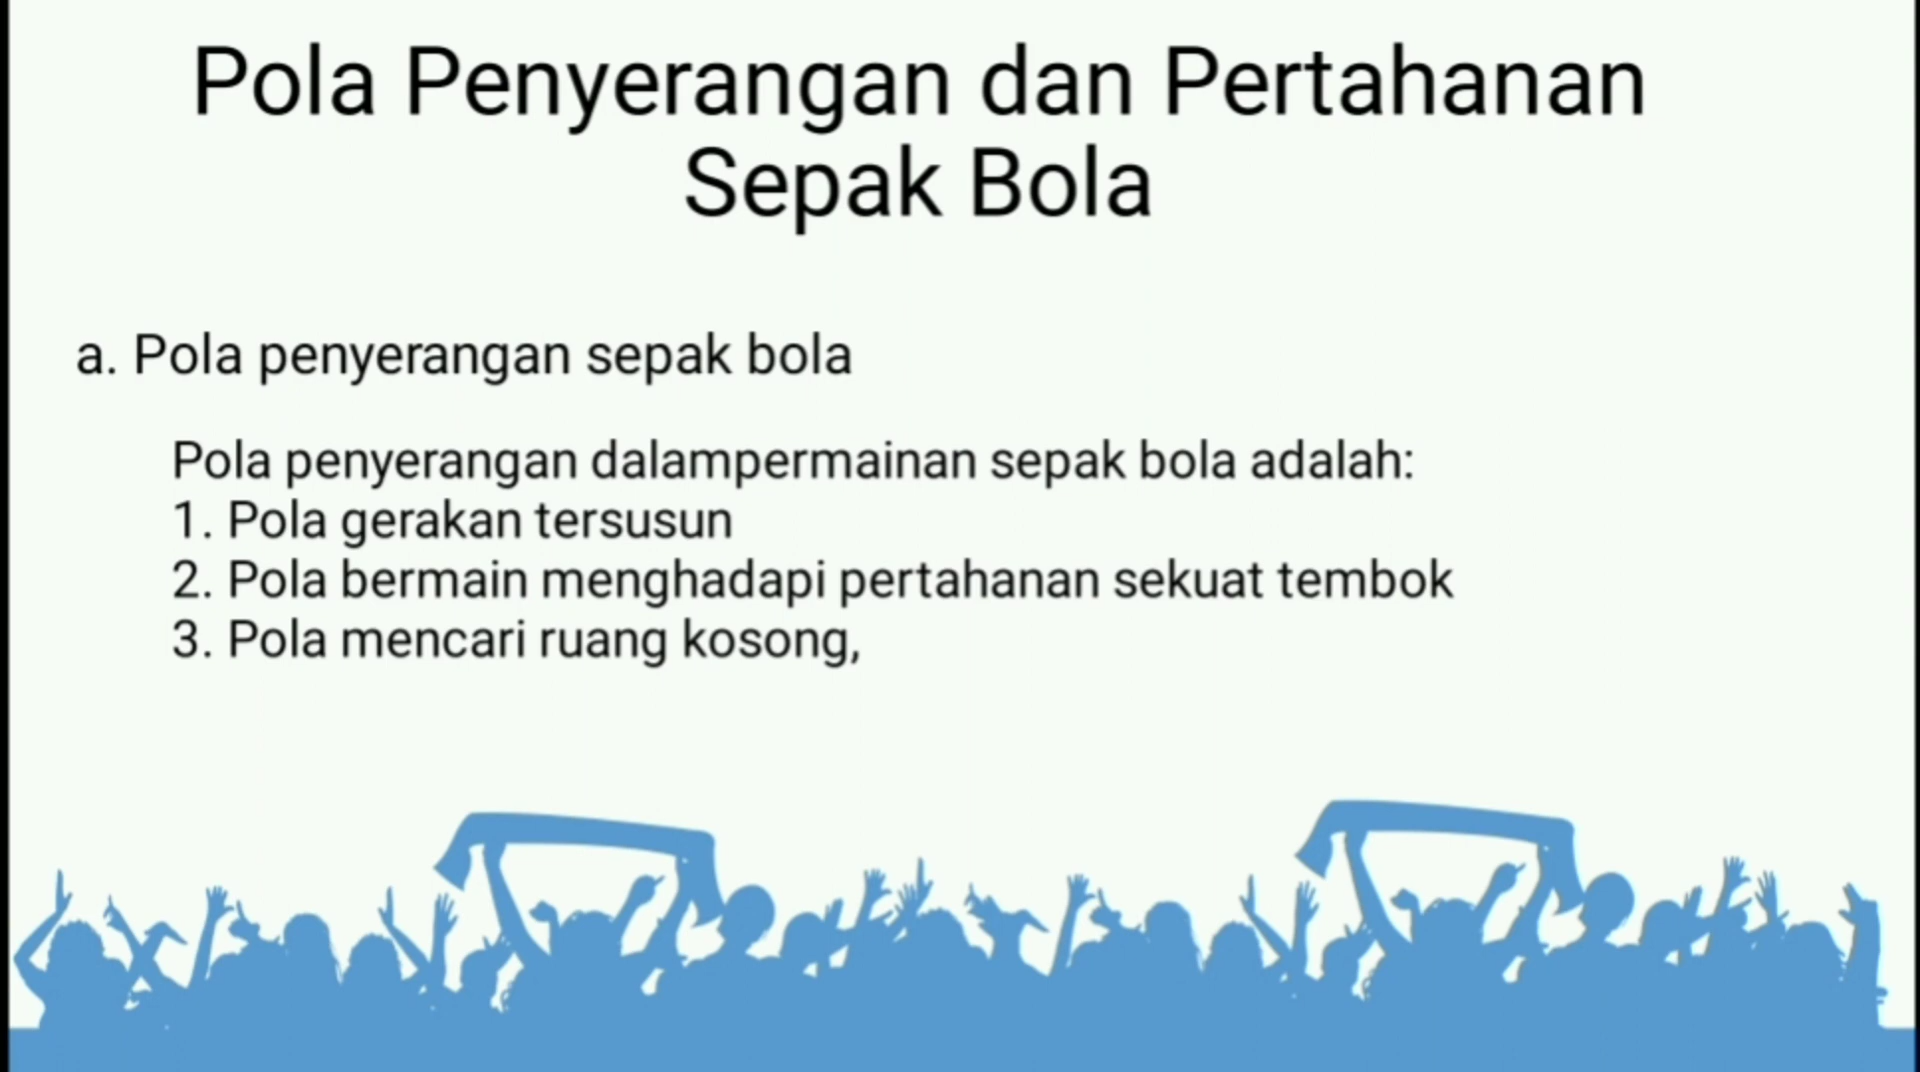 Pola Penyerangan dan Pertahanan
Sepak Bola
a. Pola penyerangan sepak bola
Pola penyerangan dalampermainan sepak bola adalah:
1. Pola gerakan tersusun
2. Pola bermain menghadapi pertahanan sekuat tembok
3. Pola mencari ruang kosong,